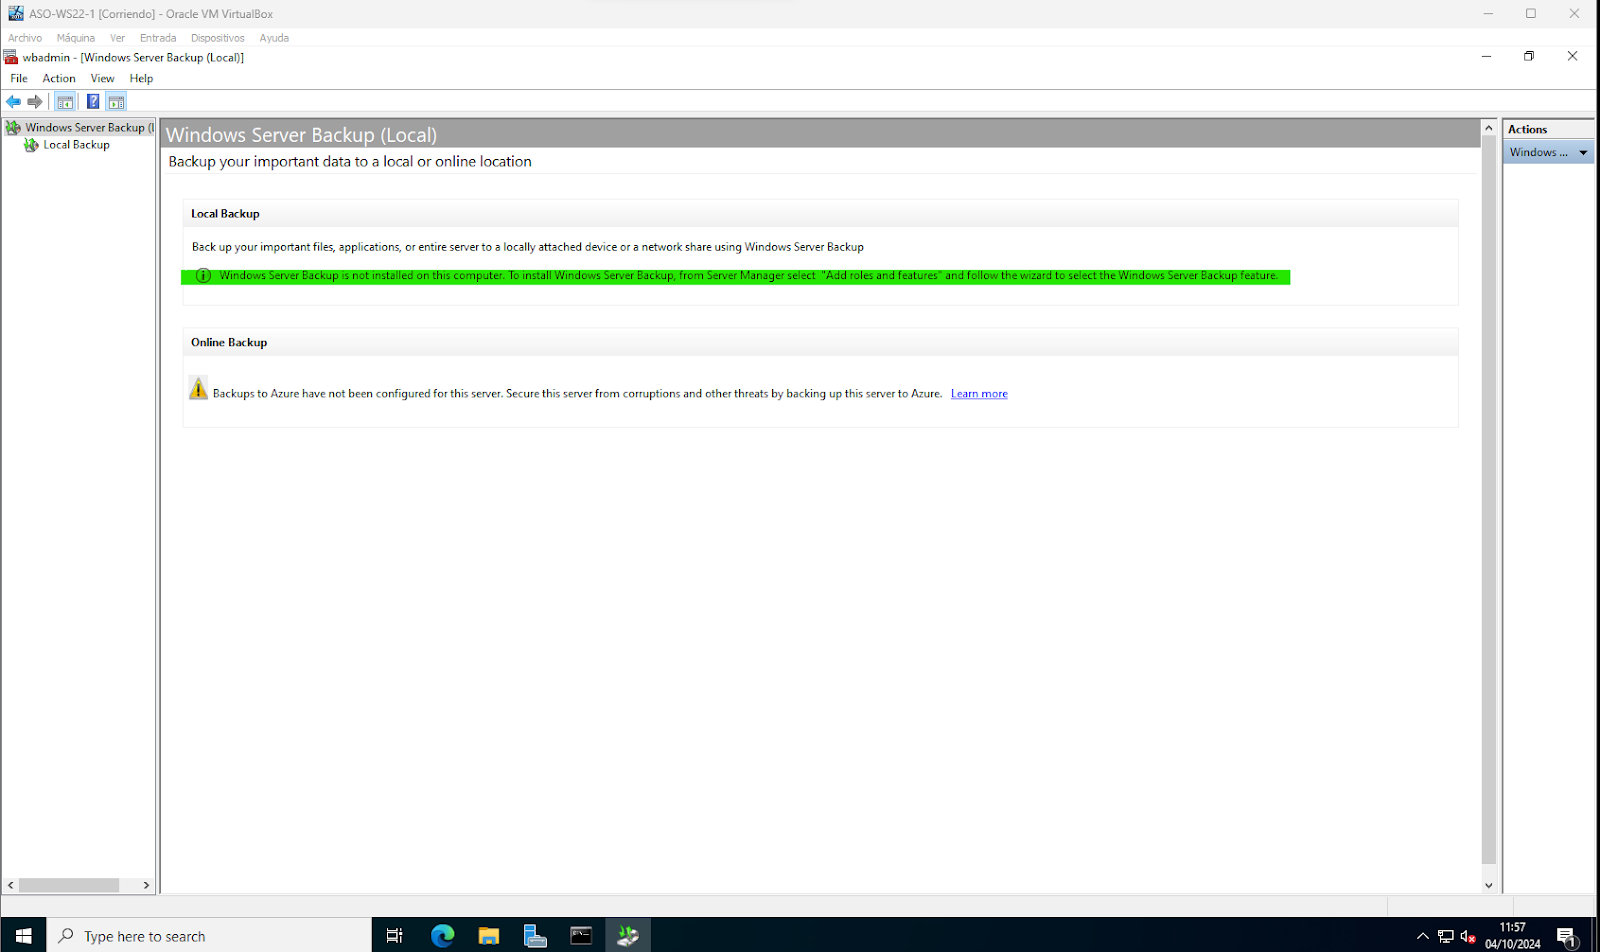 ASO-WS22-1 [Corriendo] - Oracle VM VirtualBox
Archivo Máquina Ver Entrada Dispositivos Ayuda
wbadmin - [Windows Server Backup (Local)]
File Action View Help
Windows Server Backup (L
Local Backup
Windows Server Backup (Local)
Backup your important data to a local or online location
Local Backup
Back up your important files, applications, or entire server to a locally attached device or a network share using Windows Server Backup
Windows Server Backup is not installed on this computer. To install Windows Server Backup, from Server Manager select "Add roles and features" and follow the wizard to select the Windows Server Backup feature.
Online Backup
Backups to Azure have not been configured for this server. Secure this server from corruptions and other threats by backing up this server to Azure. Learn more
Actions
Windows ...
Type here to search
11:57
04/10/2024
1